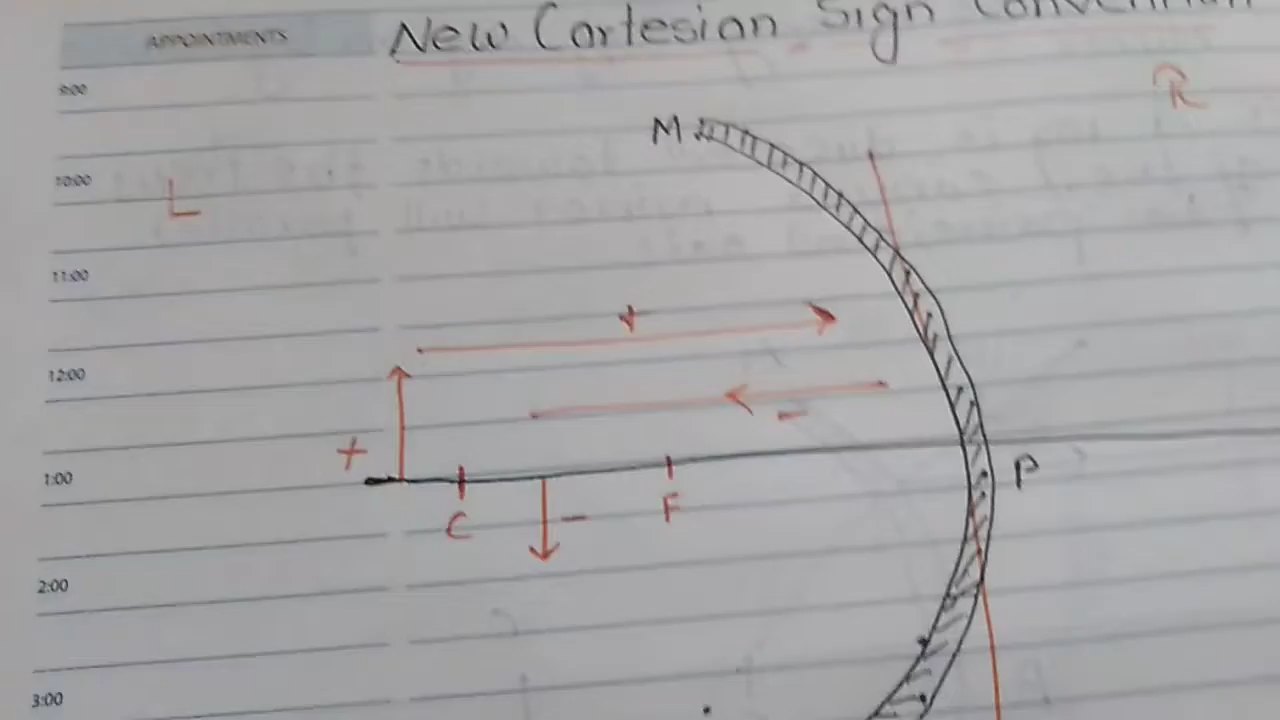 APPOINTMENTS
New Cartesian Sign Convention
9:00
R
M
10:00
L
11:00
+
12:00
-
+
1:00
P
C
-
F
2:00
3:00